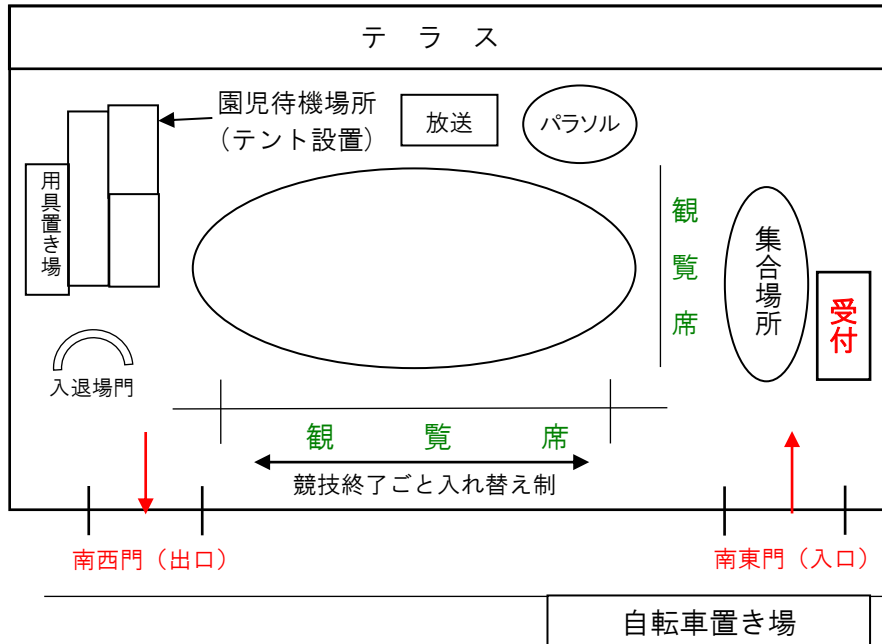 テ ラ ス
園児待機場所
（テント設置）
放送
パラソル
用具置き場
観覧席
集合場所
受付
入退場門
観 覧 席
競技終了ごと入れ替え制
南西門（出口）
南東門（入口）
自転車置き場